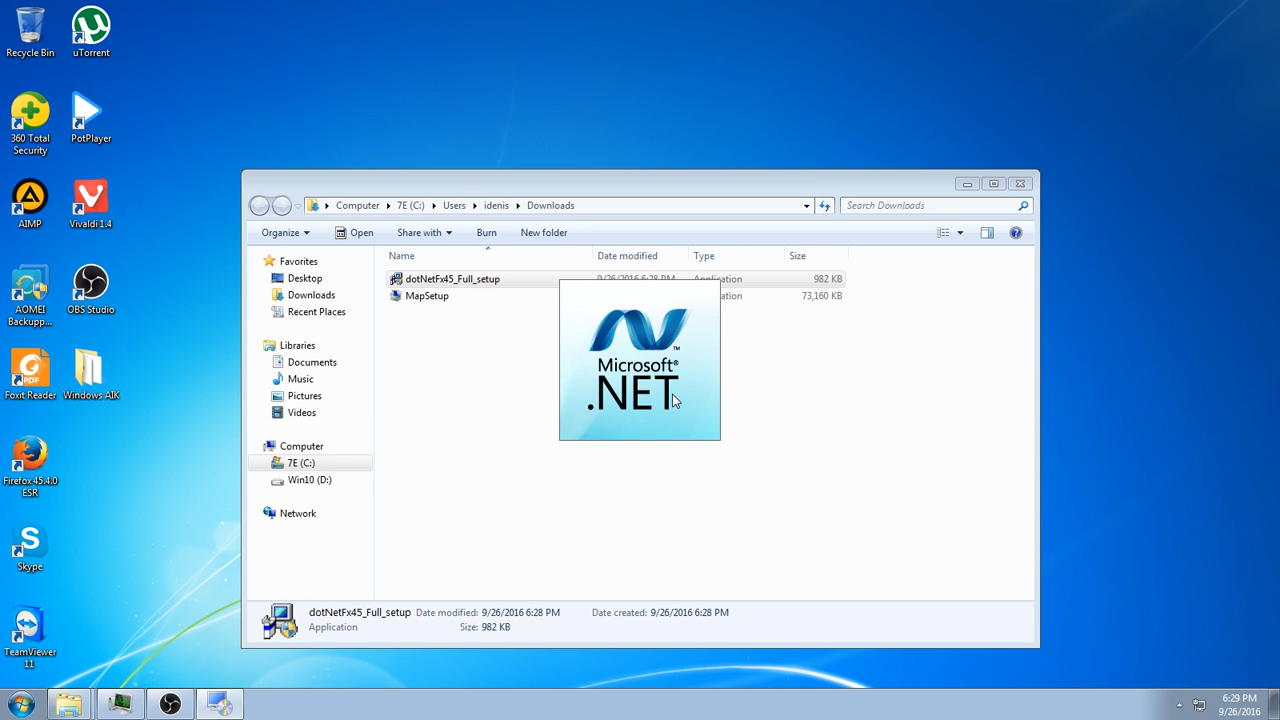 Recycle Bin
uTorrent
360 Total
Security
PotPlayer
AIMP
Vivaldi 1.4
AOMEI
Backupp...
OBS Studio
Foxit Reader
Windows AIK
Firefox 45.4.0
ESR
Skype
TeamViewer
11
Computer 7E (C:) Users idenis Downloads
Search Downloads
Organize Open Share with Burn New folder
Favorites
Desktop
Downloads
Recent Places
Libraries
Documents
Music
Pictures
Videos
Computer
7E (C:)
Win10 (D:)
Network
Name Date modified Type Size
dotNetFx45_Full_setup 9/26/2016 6:28 PM Application 982 KB
MapSetup 73,160 KB
Microsoft®
.NET
™
PDF
dotNetFx45_Full_setup Date modified: 9/26/2016 6:28 PM Date created: 9/26/2016 6:28 PM
Application Size: 982 KB
6:29 PM
9/26/2016